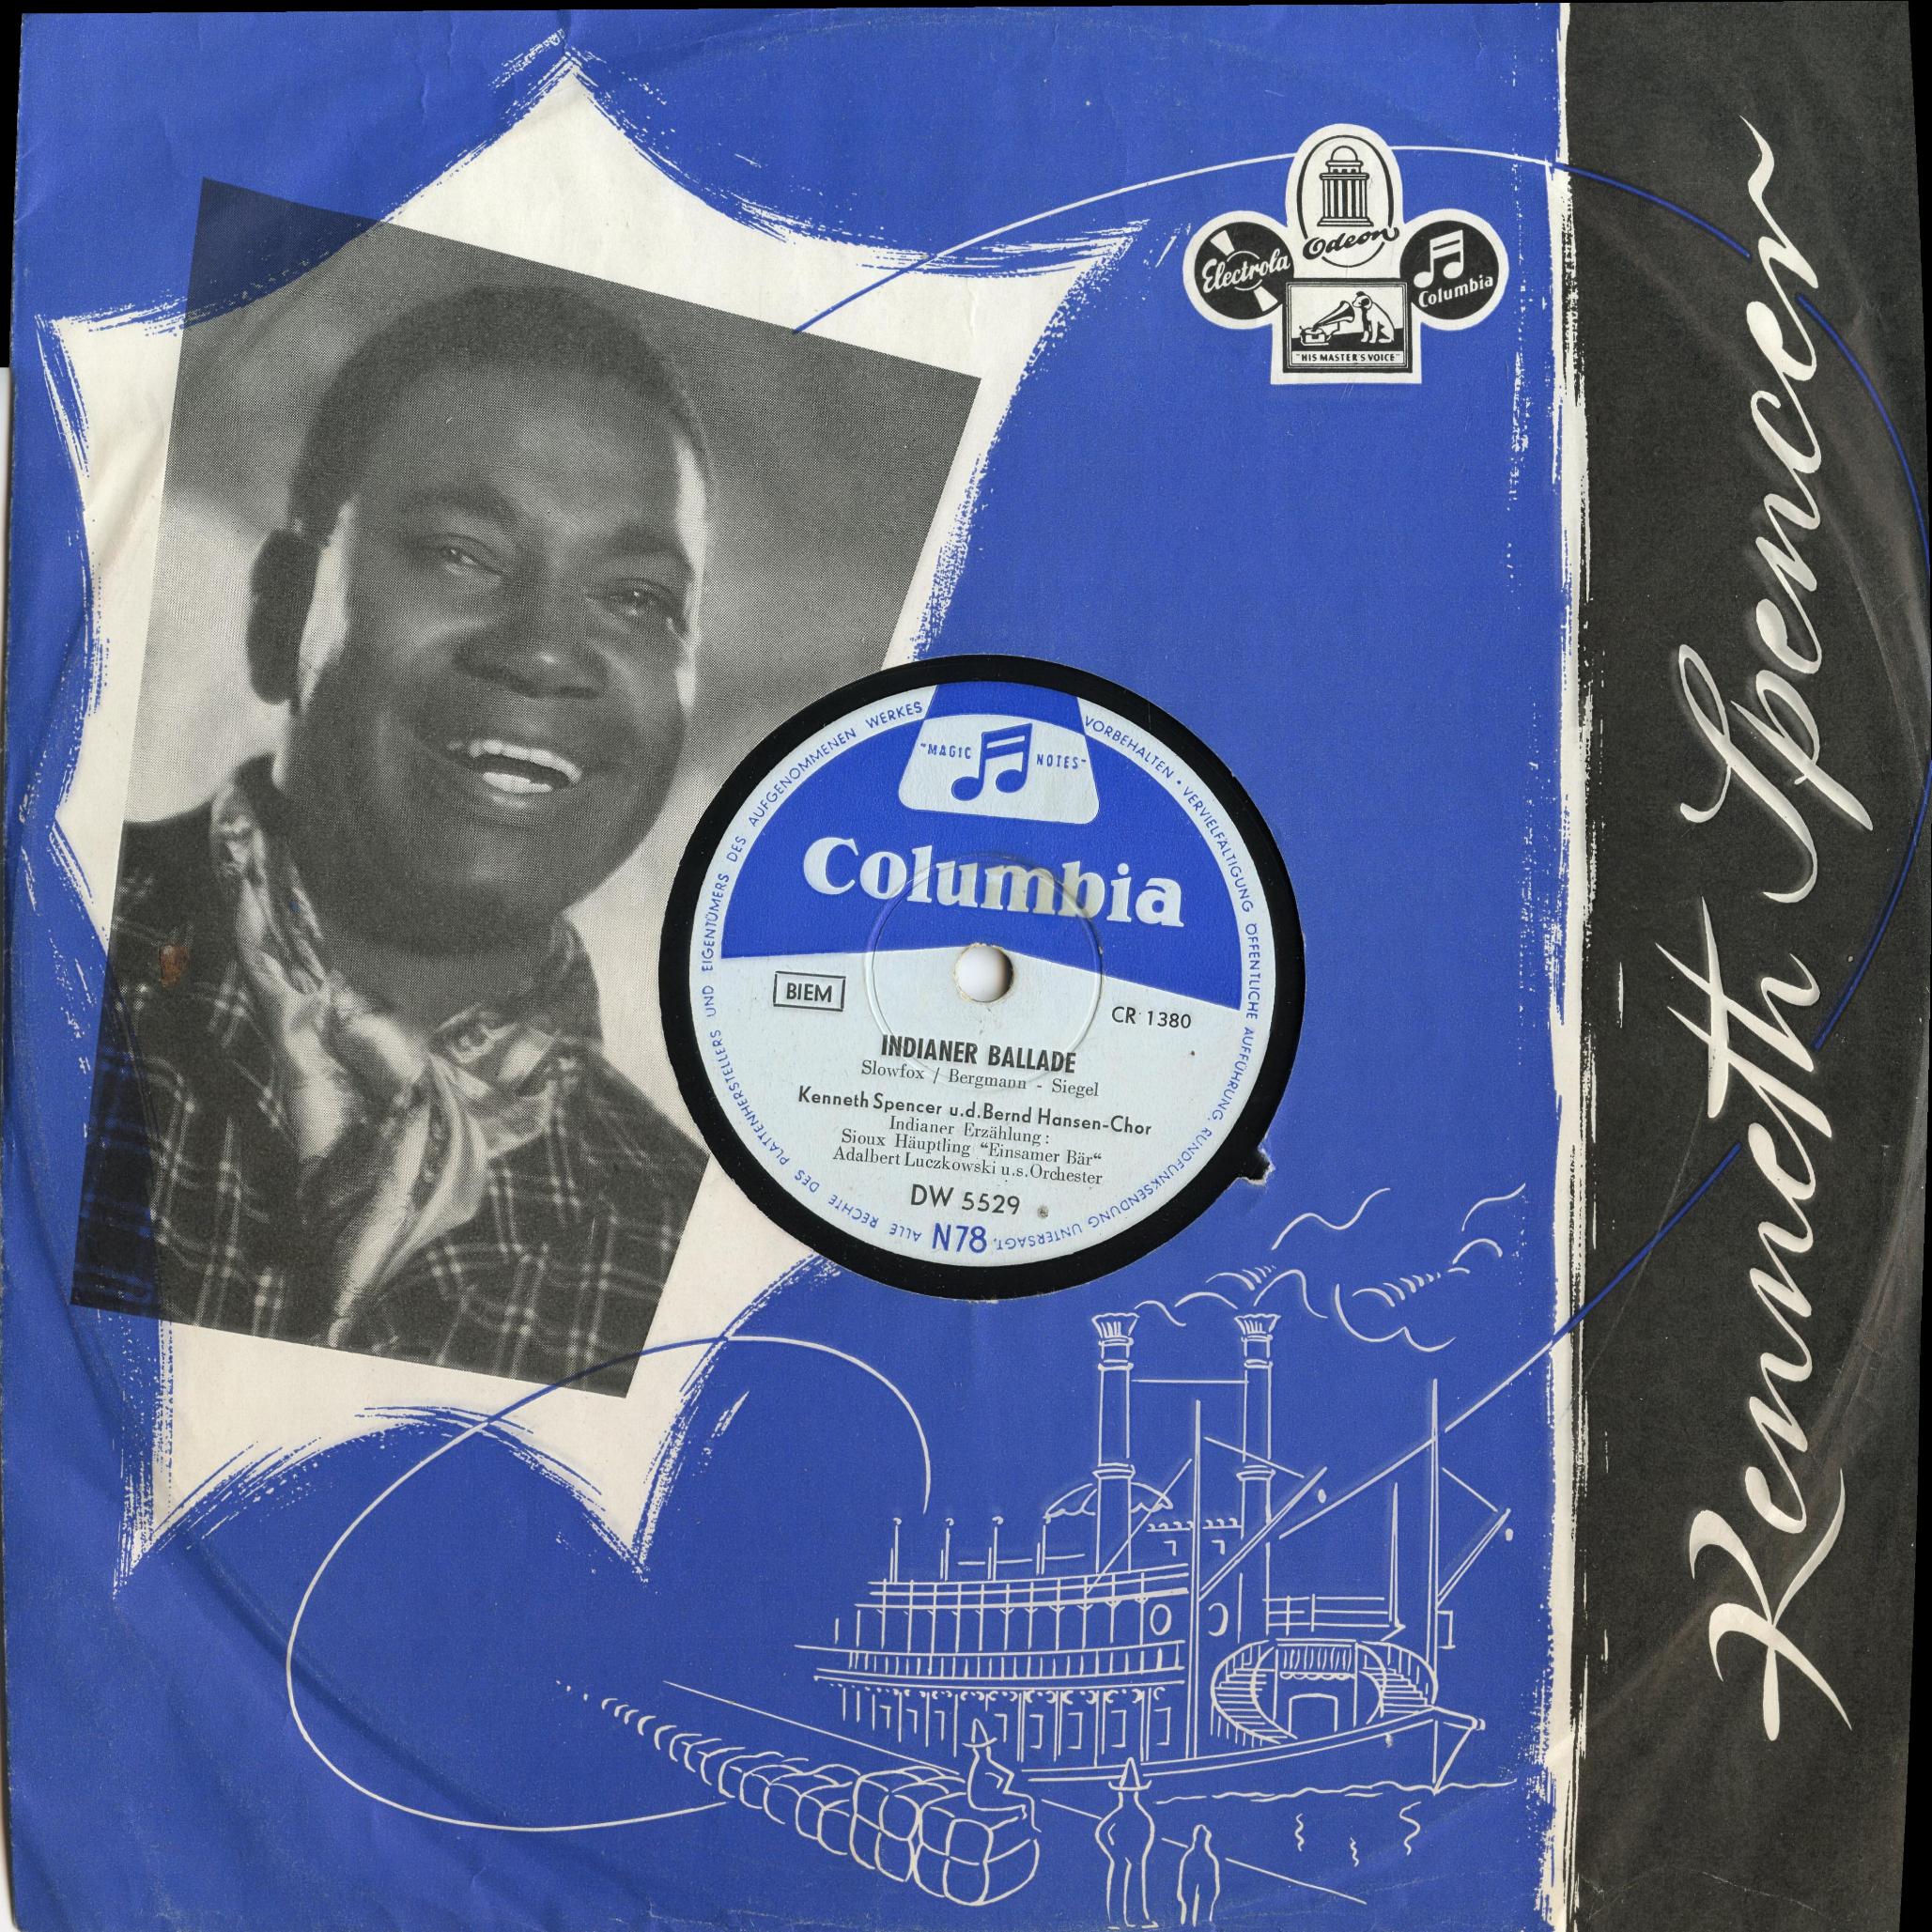 Odeon
Electrola
Columbia
"HIS MASTER'S VOICE"
Kenneth Spencer
"MAGIC NOTES"
Columbia
BIEM
CR 1380
INDIANER BALLADE
Slowfox / Bergmann - Siegel
Kenneth Spencer u.d.Bernd Hansen-Chor
Indianer Erzählung:
Sioux Häuptling “Einsamer Bär“
Adalbert Luczkowski u.s.Orchester
DW 5529
N78
ALLE RECHTE DES PLATTENHERSTELLERS UND EIGENTÜMERS DES AUFGENOMMENEN WERKES VORBEHALTEN • VERVIELFÄLTIGUNG ÖFFENTLICHE AUFFÜHRUNG, RUNDFUNKSENDUNG UNTERSAGT.